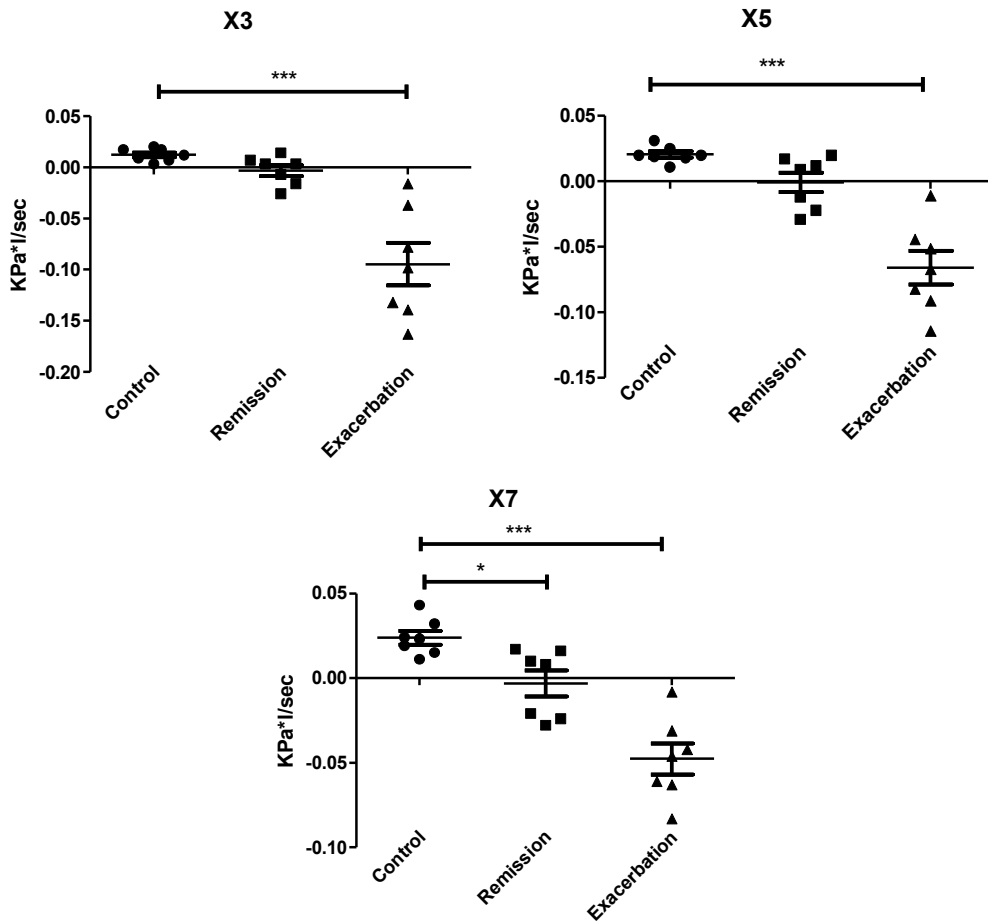 X3
***
0.05
0.00
-0.05
-0.10
-0.15
-0.20
KPa*l/sec
Control
Remission
Exacerbation
X5
***
0.05
0.00
-0.05
-0.10
-0.15
KPa*l/sec
Control
Remission
Exacerbation
X7
***
*
0.05
0.00
-0.05
-0.10
KPa*l/sec
Control
Remission
Exacerbation